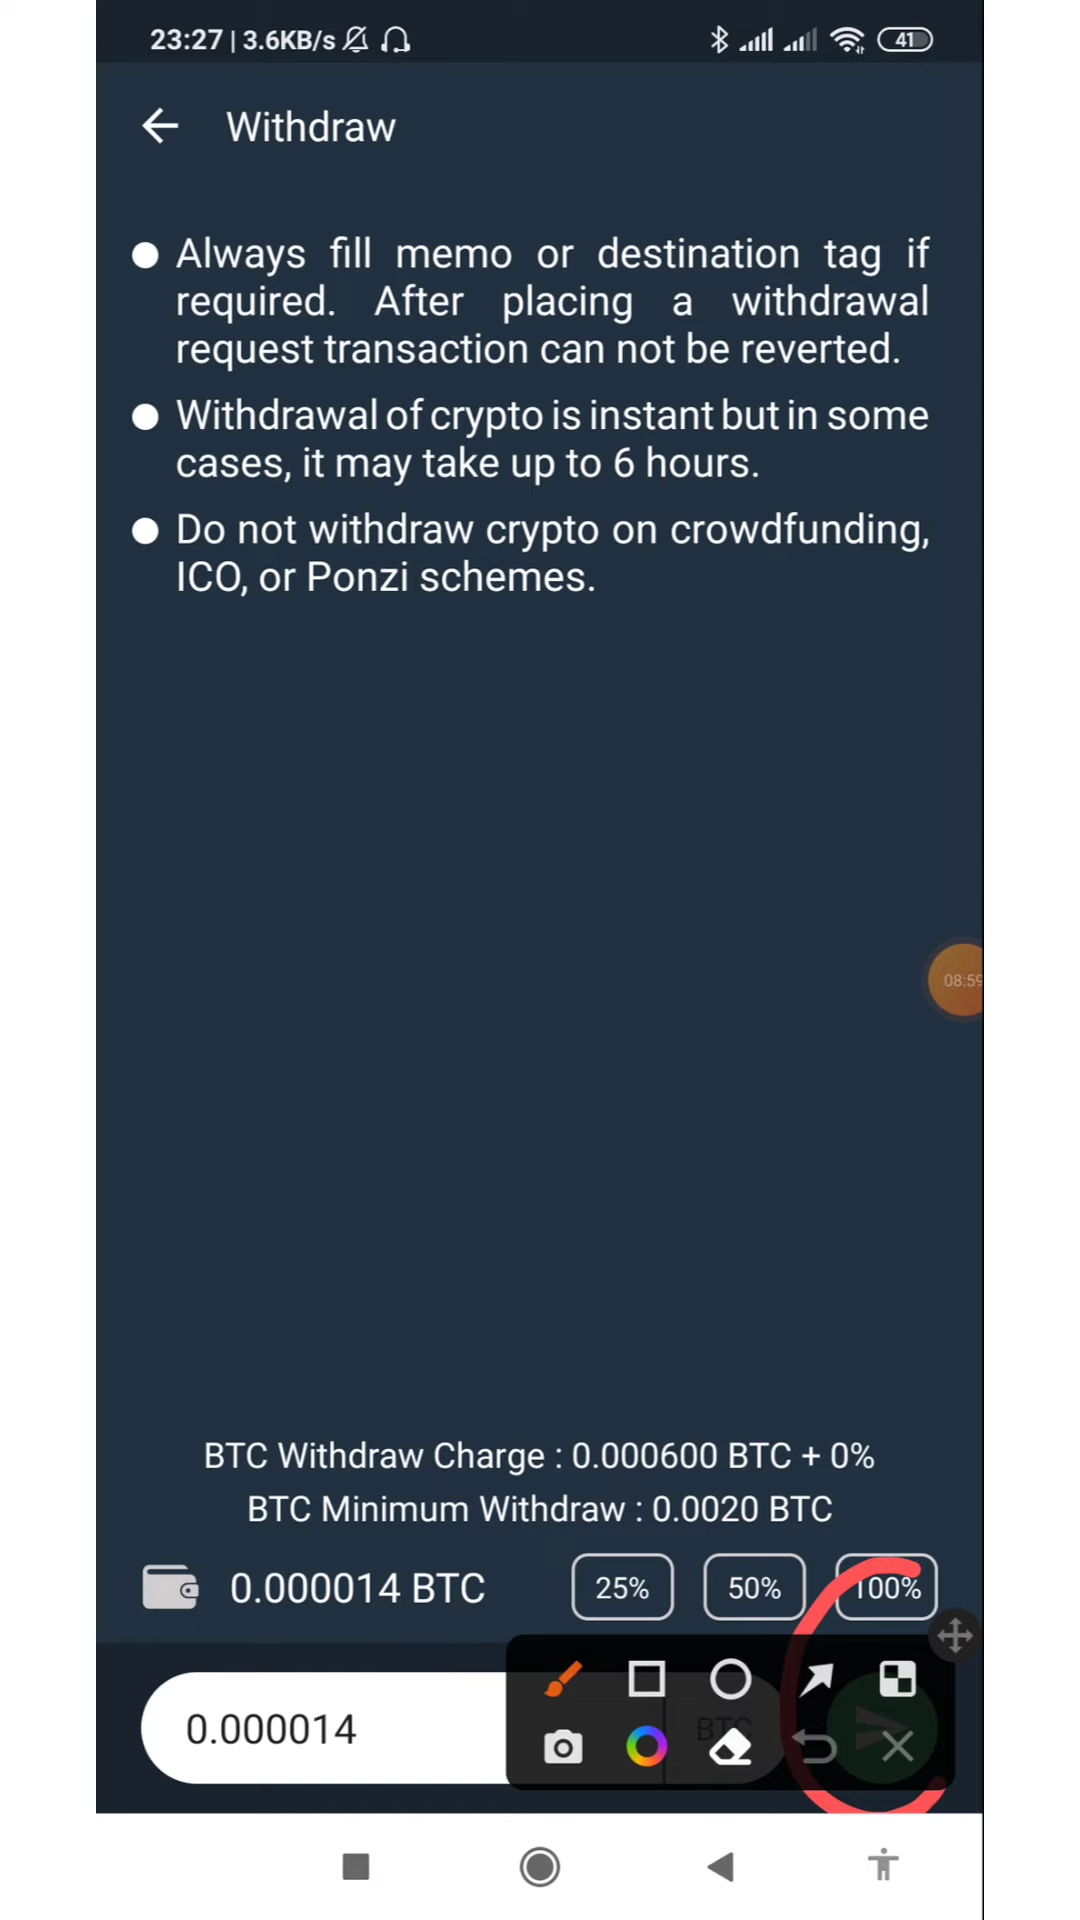 23:27 | 3.6KB/s
41
Withdraw
Always fill memo or destination tag if
required. After placing a withdrawal
request transaction can not be reverted.
Withdrawal of crypto is instant but in some
cases, it may take up to 6 hours.
Do not withdraw crypto on crowdfunding,
ICO, or Ponzi schemes.
08:59
BTC Withdraw Charge : 0.000600 BTC + 0%
BTC Minimum Withdraw : 0.0020 BTC
0.000014 BTC
25%
50%
100%
0.000014
BTC